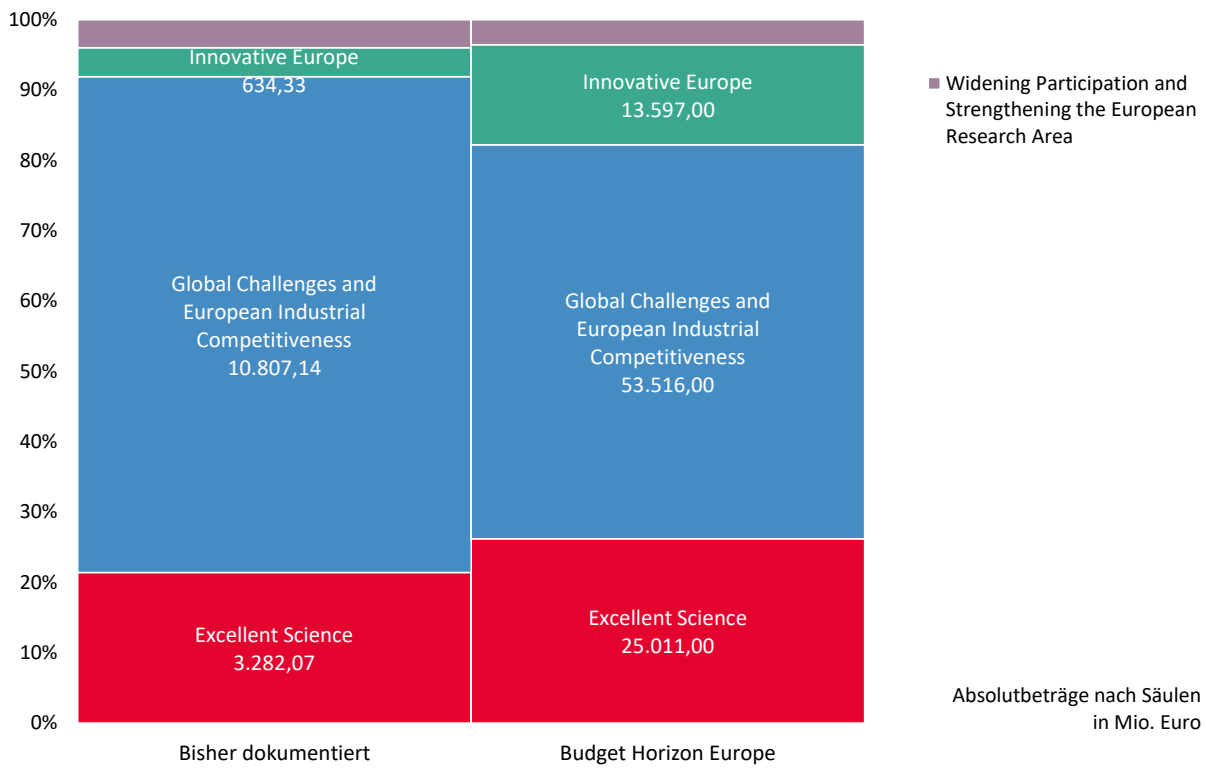 100%
90%
80%
70%
60%
50%
40%
30%
20%
10%
0%
Innovative Europe
634,33
Global Challenges and
European Industrial
Competitiveness
10.807,14
Excellent Science
3.282,07
Innovative Europe
13.597,00
Global Challenges and
European Industrial
Competitiveness
53.516,00
Excellent Science
25.011,00
Bisher dokumentiert
Budget Horizon Europe
Widening Participation and
Strengthening the European
Research Area
Absolutbeträge nach Säulen
in Mio. Euro